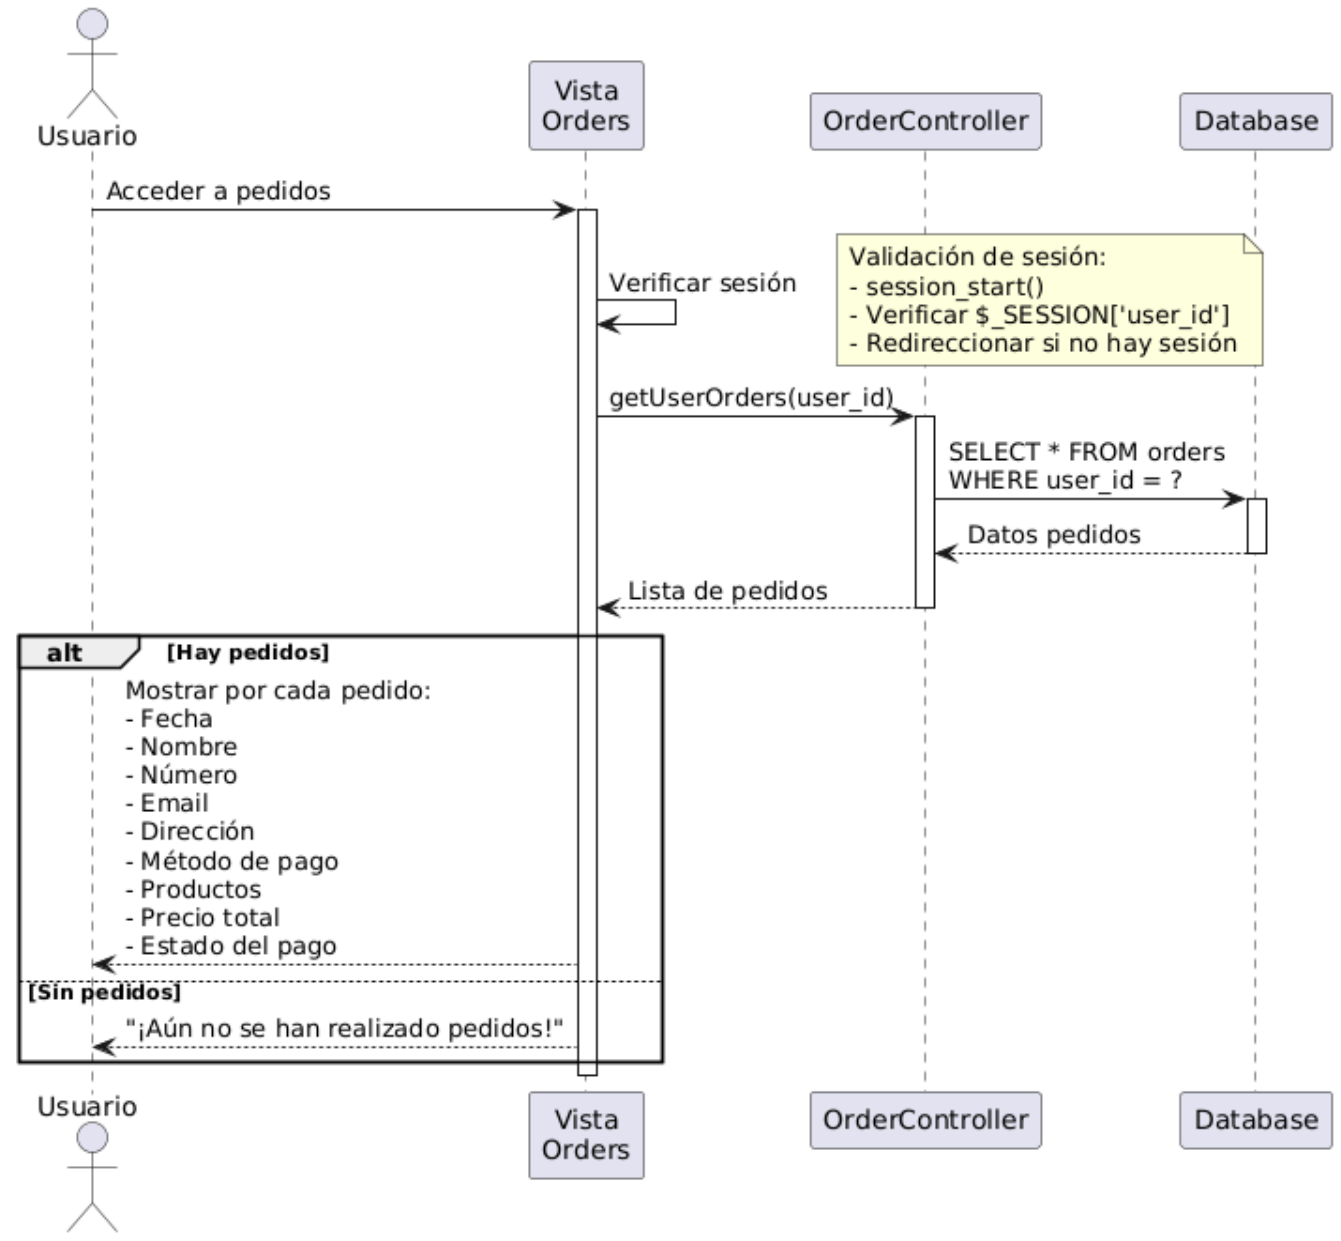 Usuario
Vista
Orders
OrderController
Database
Acceder a pedidos
Verificar sesión
Validación de sesión:
- session_start()
- Verificar $_SESSION['user_id']
- Redireccionar si no hay sesión
getUserOrders(user_id)
SELECT * FROM orders
WHERE user_id = ?
Datos pedidos
Lista de pedidos
alt
[Hay pedidos]
Mostrar por cada pedido:
- Fecha
- Nombre
- Número
- Email
- Dirección
- Método de pago
- Productos
- Precio total
- Estado del pago
[Sin pedidos]
"¡Aún no se han realizado pedidos!"
Usuario
Vista
Orders
OrderController
Database